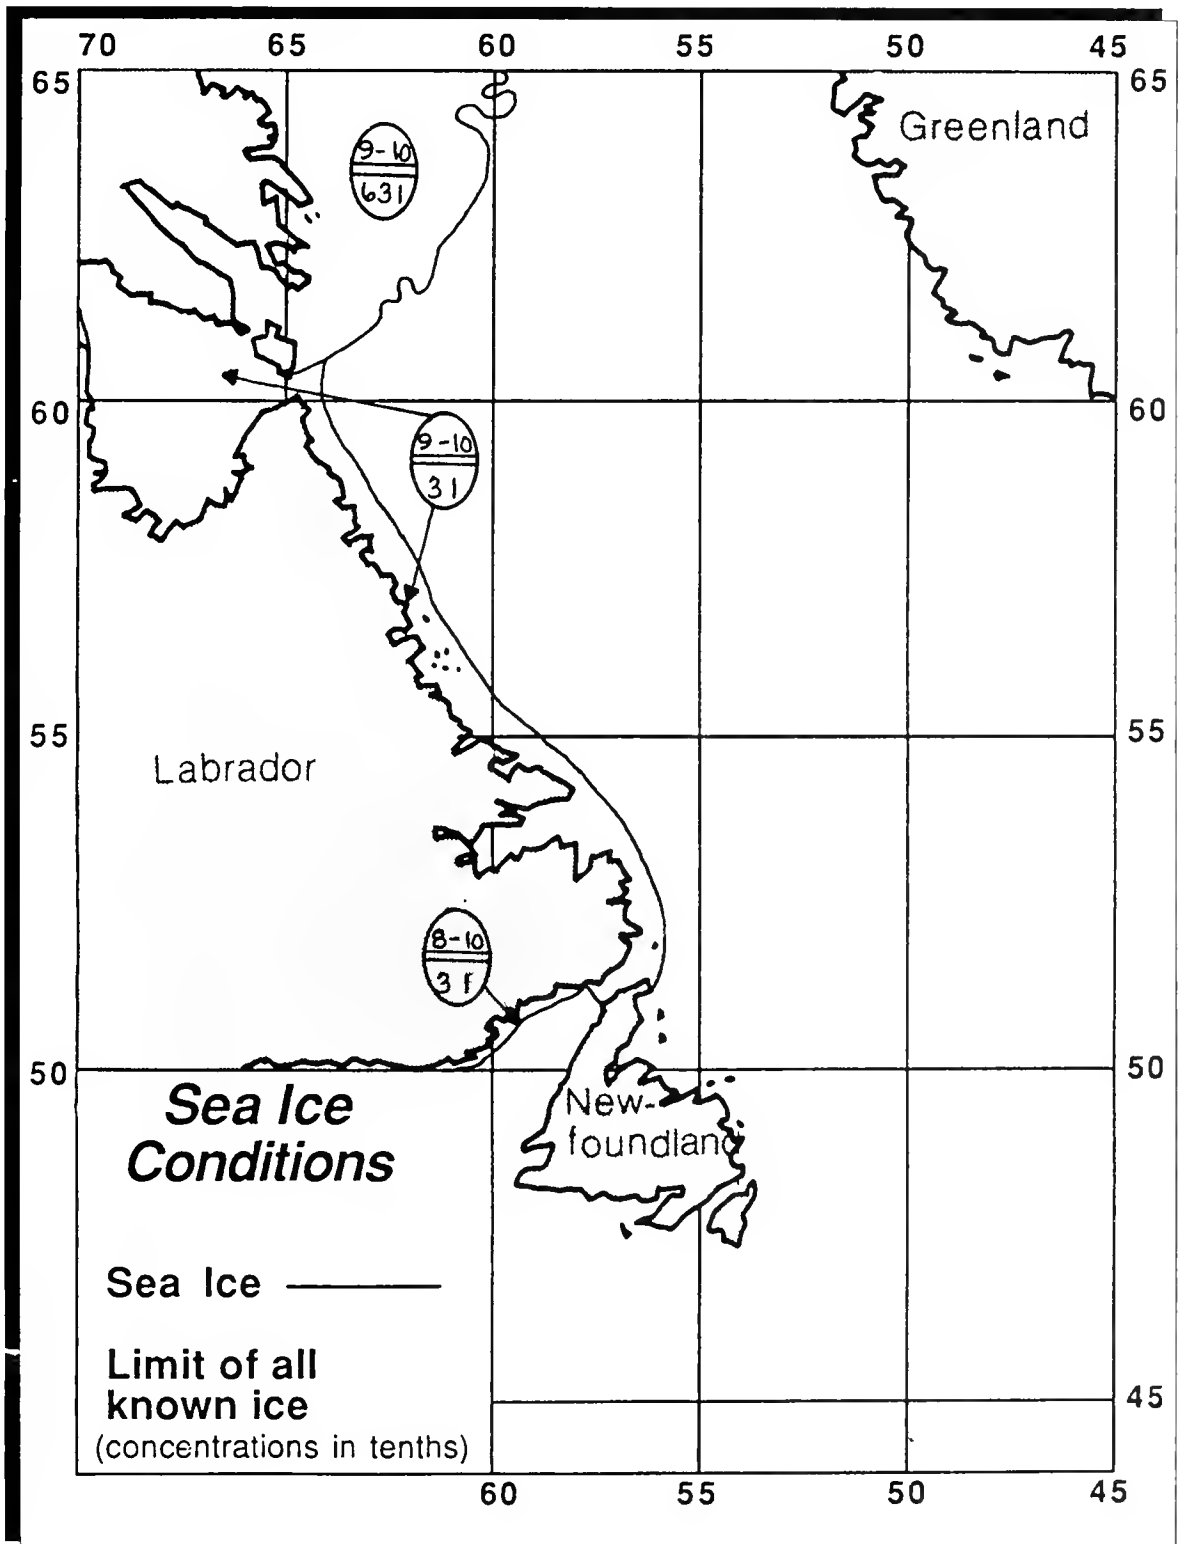 70 65 60 55 50 45
65 65
Greenland
9-10
631
60 60
9-10
31
55 55
Labrador
8-10
3 F
50 50
Sea Ice
Conditions
New-
foundland
Sea Ice
Limit of all
known ice
(concentrations in tenths)
45
60 55 50 45